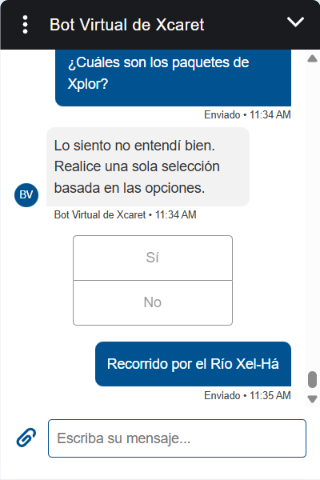 Bot Virtual de Xcaret
¿Cuáles son los paquetes de
Xplor?
Enviado • 11:34 AM
Lo siento no entendí bien.
Realice una sola selección
basada en las opciones.
BV
Bot Virtual de Xcaret • 11:34 AM
Sí
No
Recorrido por el Río Xel-Há
Enviado • 11:35 AM
Escriba su mensaje...